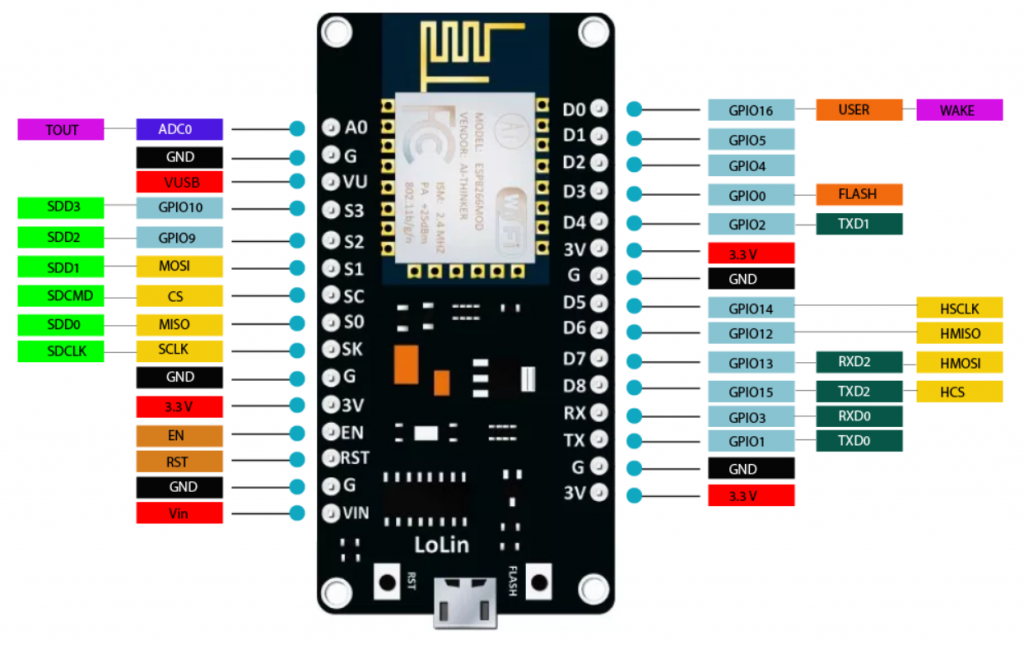 TOUT ADC0 A0
GND G
VUSB VU
SDD3 GPIO10 S3
SDD2 GPIO9 S2
SDD1 MOSI S1
SDCMD CS SC
SDD0 MISO S0
SDCLK SCLK SK
GND G
3.3 V 3V
EN EN
RST RST
GND G
Vin VIN
MODEL: ESP8266MOD
VENDOR: AI-THINKER
ISM: 2.4 MHZ
PA +25dBm
802.11b/g/n
FC
Ai
WiFi
D0 GPIO16 USER WAKE
D1 GPIO5
D2 GPIO4
D3 GPIO0 FLASH
D4 GPIO2 TXD1
3V 3.3 V
G GND
D5 GPIO14 HSCLK
D6 GPIO12 HMISO
D7 GPIO13 RXD2 HMOSI
D8 GPIO15 TXD2 HCS
RX GPIO3 RXD0
TX GPIO1 TXD0
G GND
3V 3.3 V
LoLin
RST
FLASH